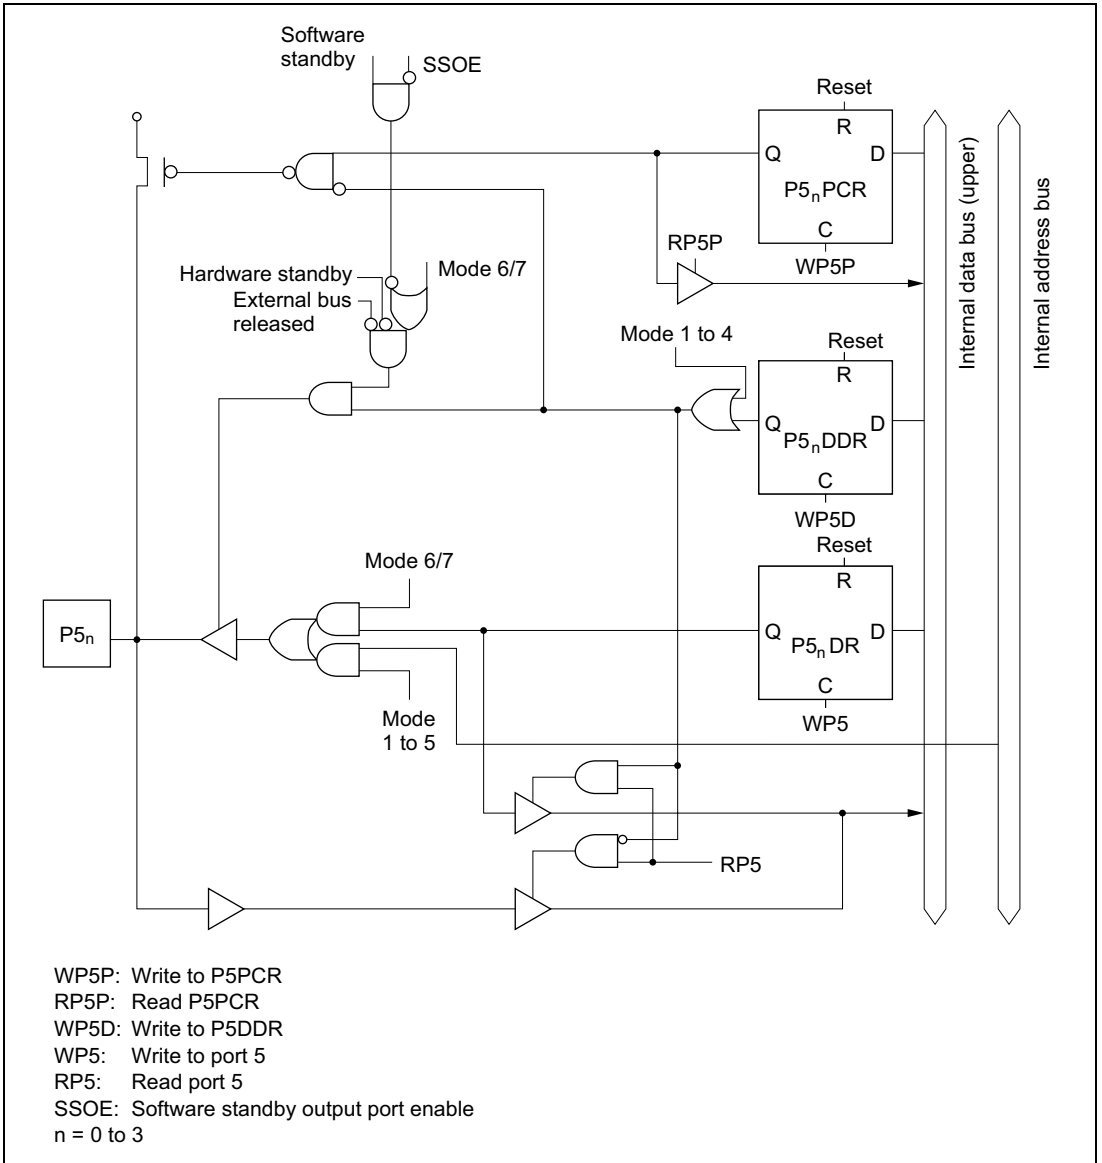 Software
standby
SSOE
Reset
R
Q
D
P5nPCR
C
WP5P
RP5P
Internal data bus (upper)
Internal address bus
Hardware standby
External bus
released
Mode 6/7
Mode 1 to 4
Reset
R
Q
D
P5nDDR
C
WP5D
Reset
R
Q
D
P5nDR
C
WP5
Mode 6/7
P5n
Mode
1 to 5
RP5
WP5P: Write to P5PCR
RP5P: Read P5PCR
WP5D: Write to P5DDR
WP5: Write to port 5
RP5: Read port 5
SSOE: Software standby output port enable
n = 0 to 3